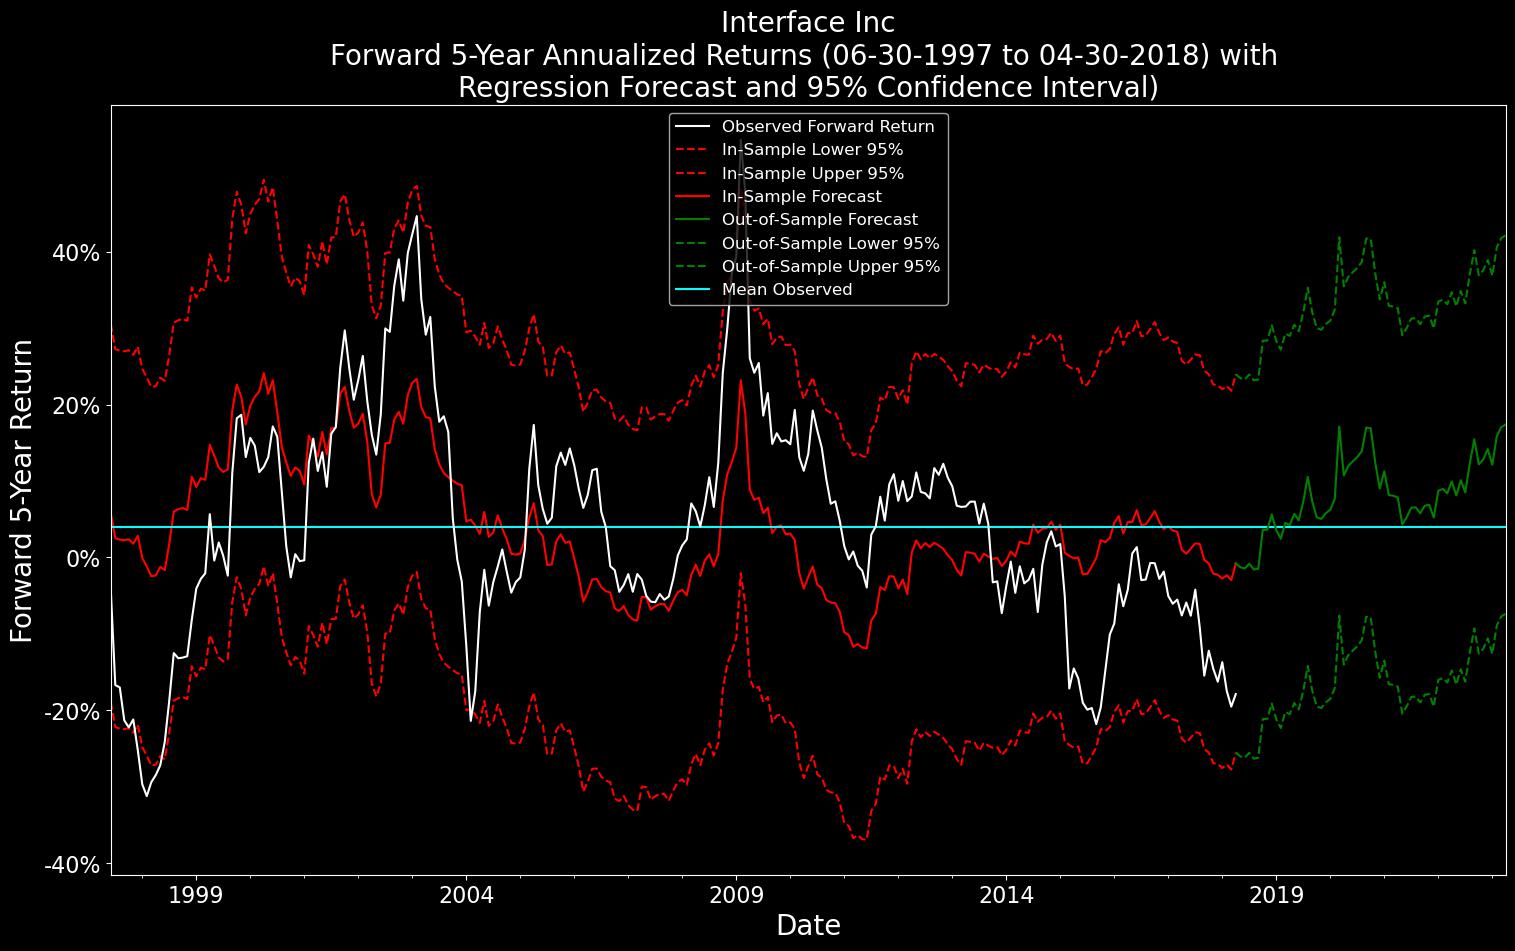 Interface Inc
Forward 5-Year Annualized Returns (06-30-1997 to 04-30-2018) with
Regression Forecast and 95% Confidence Interval)
Observed Forward Return
In-Sample Lower 95%
In-Sample Upper 95%
In-Sample Forecast
Out-of-Sample Forecast
Out-of-Sample Lower 95%
Out-of-Sample Upper 95%
Mean Observed
Forward 5-Year Return
40%
20%
0%
-20%
-40%
1999
2004
2009
2014
2019
Date